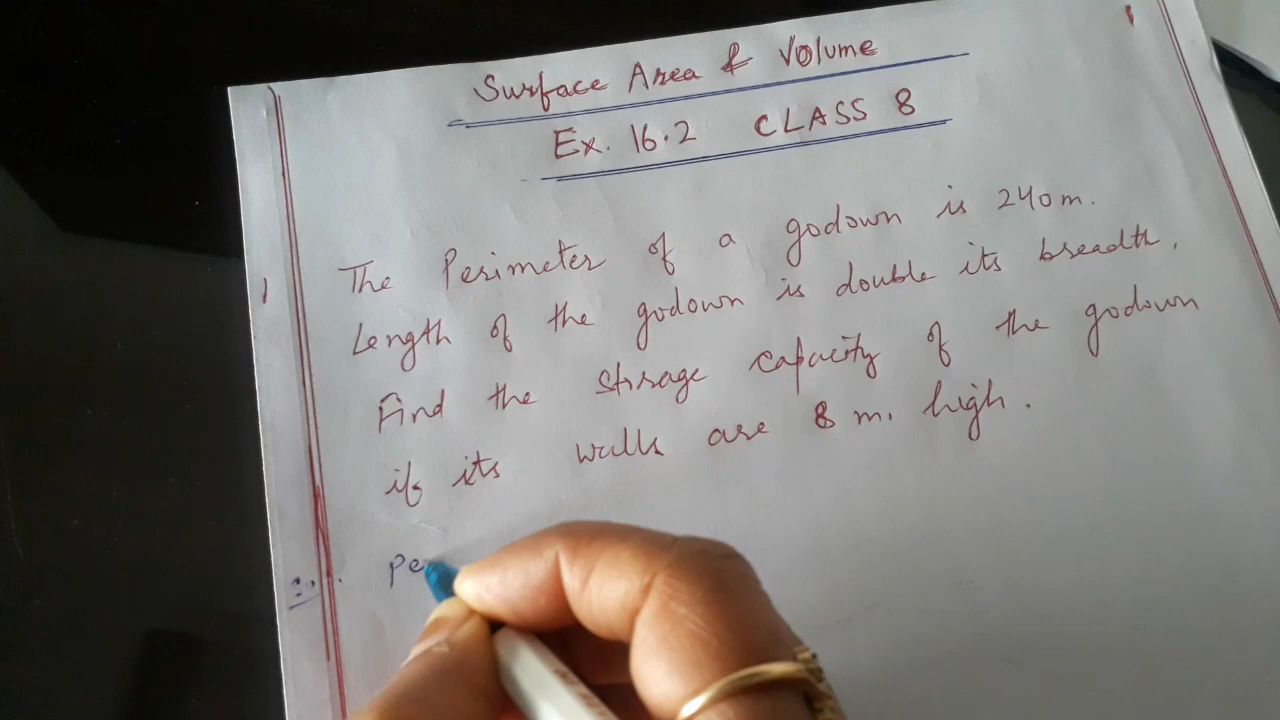 Surface Area & Volume
Ex. 16.2 CLASS 8
1 The Perimeter of a godown is 240m.
Length of the godown is double its breadth.
Find the storage capacity of the godown
if its walls are 8 m. high.
Pe